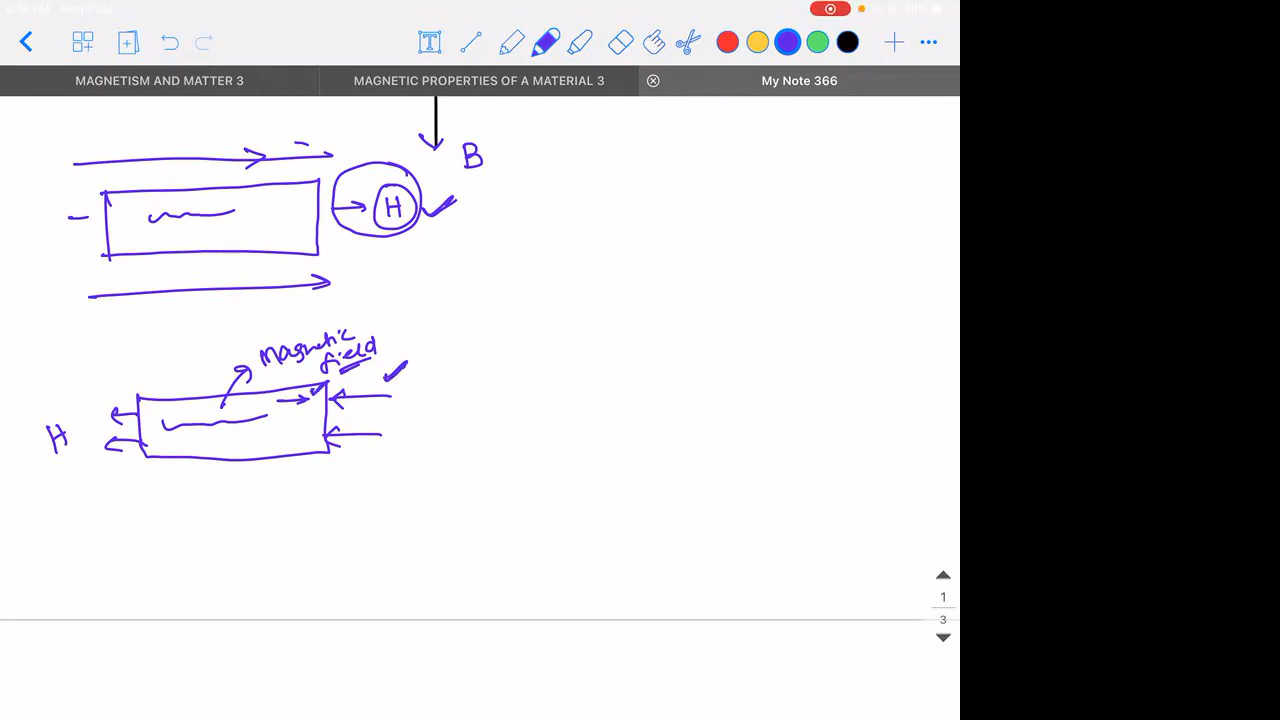 MAGNETISM AND MATTER 3
MAGNETIC PROPERTIES OF A MATERIAL 3
My Note 366
B
H
Magnetic
field
H
1
3